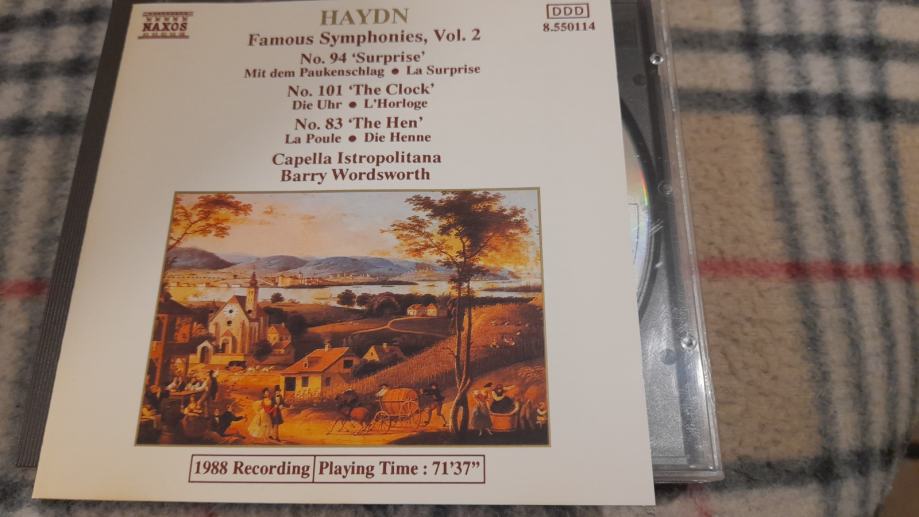 NAXOS
HAYDN
DDD
8.550114
Famous Symphonies, Vol. 2
No. 94 ‘Surprise’
Mit dem Paukenschlag • La Surprise
No. 101 ‘The Clock’
Die Uhr • L’Horloge
No. 83 ‘The Hen’
La Poule • Die Henne
Capella Istropolitana
Barry Wordsworth
1988 Recording Playing Time : 71’37”